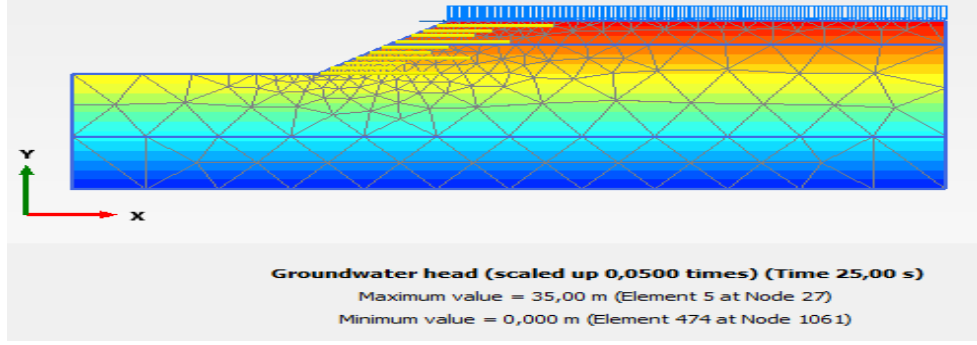 Y
X
Groundwater head (scaled up 0,0500 times) (Time 25,00 s)
Maximum value = 35,00 m (Element 5 at Node 27)
Minimum value = 0,000 m (Element 474 at Node 1061)